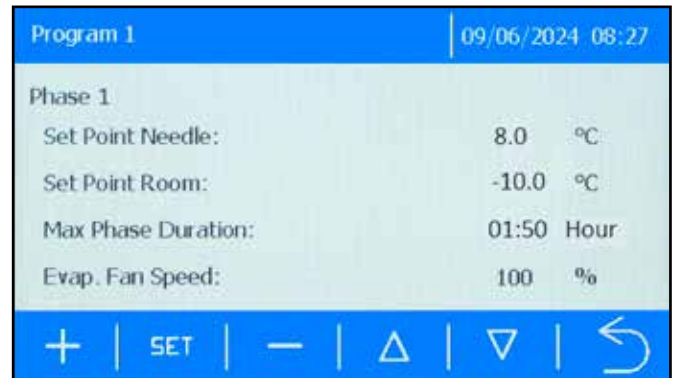 Program 1 09/06/2024 08:27
Phase 1
Set Point Needle: 8.0 °C
Set Point Room: -10.0 °C
Max Phase Duration: 01:50 Hour
Evap. Fan Speed: 100 %
+ | SET | — | △ | ▽ |